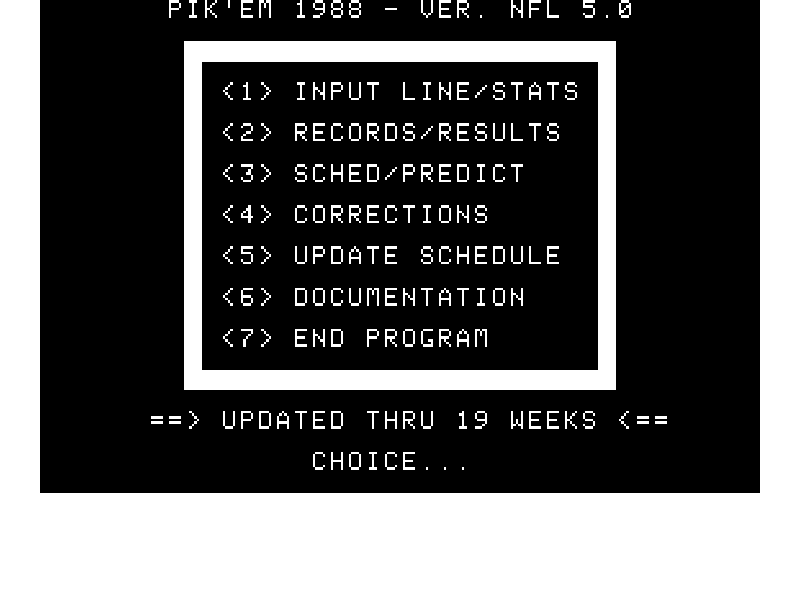 PIK'EM 1988 - VER. NFL 5.0
<1> INPUT LINE/STATS
<2> RECORDS/RESULTS
<3> SCHED/PREDICT
<4> CORRECTIONS
<5> UPDATE SCHEDULE
<6> DOCUMENTATION
<7> END PROGRAM
==> UPDATED THRU 19 WEEKS <==
CHOICE...